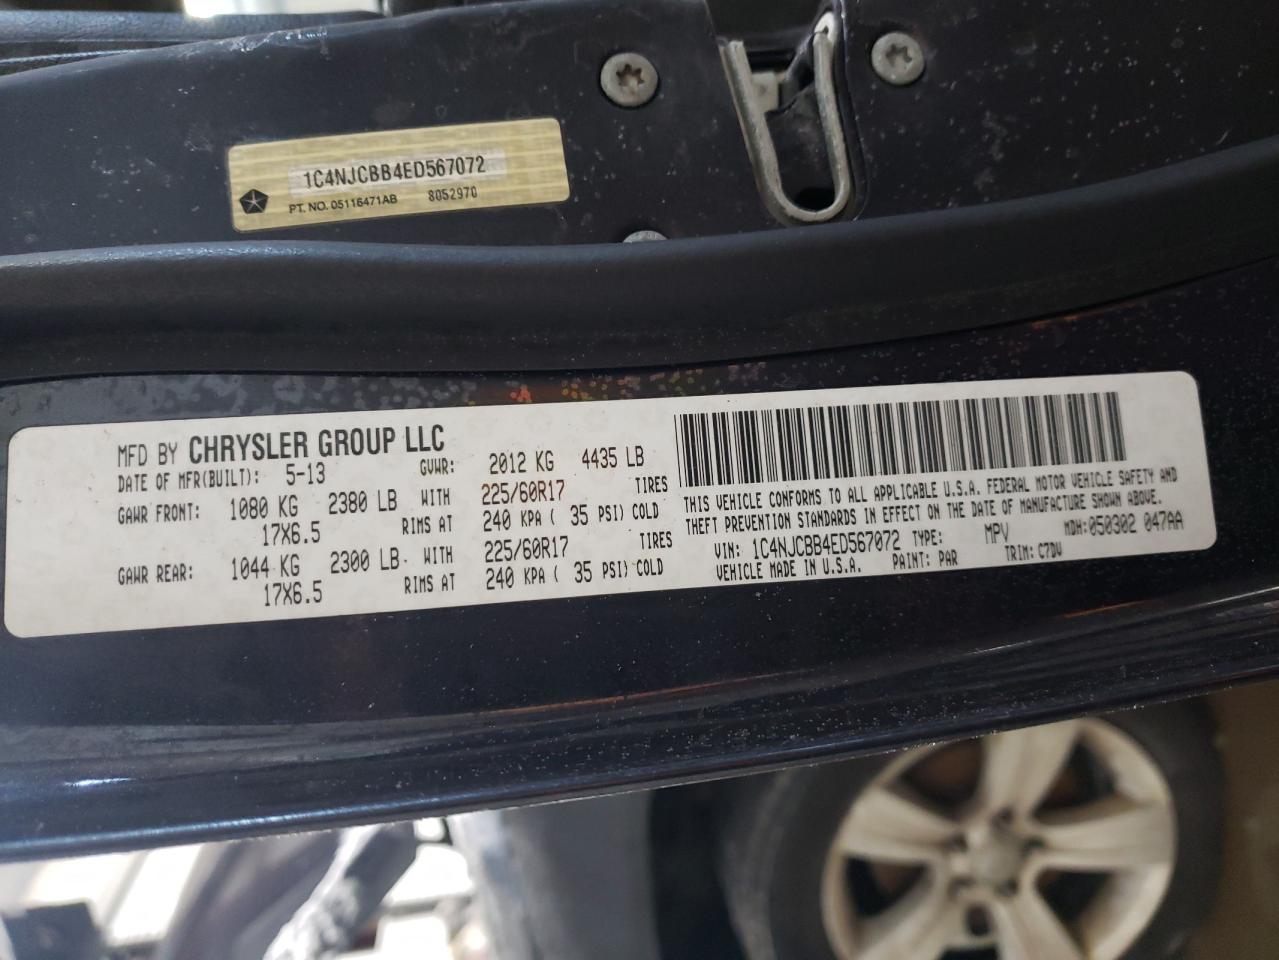 1C4NJCBB4ED567072
PT. NO. 05116471AB 8052970
MFD BY CHRYSLER GROUP LLC
DATE OF MFR(BUILT): 5-13 GVWR: 2012 KG 4435 LB
GAWR FRONT: 1080 KG 2380 LB WITH 225/60R17 TIRES
17X6.5 RIMS AT 240 KPA ( 35 PSI) COLD
GAWR REAR: 1044 KG 2300 LB WITH 225/60R17 TIRES
17X6.5 RIMS AT 240 KPA ( 35 PSI) COLD
THIS VEHICLE CONFORMS TO ALL APPLICABLE U.S.A. FEDERAL MOTOR VEHICLE SAFETY AND
THEFT PREVENTION STANDARDS IN EFFECT ON THE DATE OF MANUFACTURE SHOWN ABOVE.
VIN: 1C4NJCBB4ED567072 TYPE: MPV MDH:050302 047AA
VEHICLE MADE IN U.S.A. PAINT: PAR TRIM: C7DV